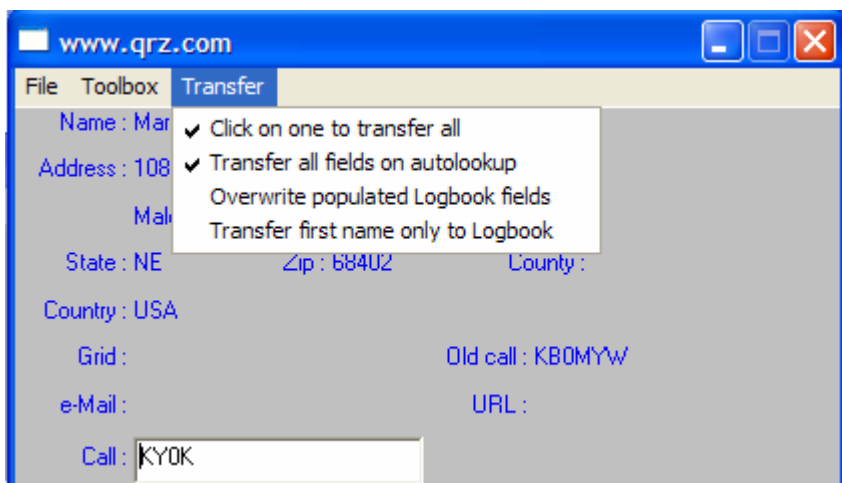 www.qrz.com
File Toolbox Transfer
Name : Mar
Click on one to transfer all
Address : 108
Transfer all fields on autolookup
Overwrite populated Logbook fields
Transfer first name only to Logbook
State : NE Zip : 68402 County :
Country : USA
Grid : Old call : KB0MYW
e-Mail : URL :
Call : KY0K